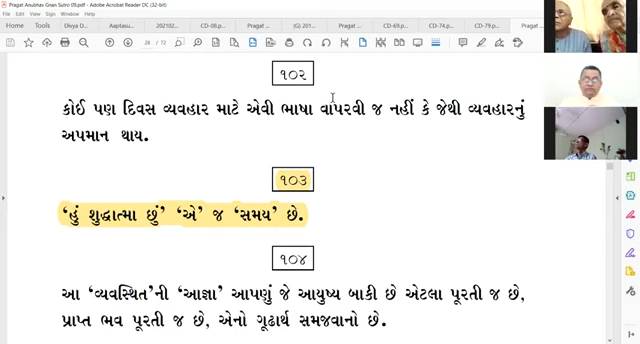 Pragat Anubhav Gnan Sutro 09.pdf - Adobe Acrobat Reader DC (32-bit)
File Edit View Sign Window Help
Home Tools Divya D... Aaptasu... 202102... CD-08.p... Pragat ... (G) 201... Pragat ... CD-69.p... CD-74.p... CD-79.p... Pragat
28 / 72
૧૦૨
કોઈ પણ દિવસ વ્યવહાર માટે એવી ભાષા વાપરવી જ નહીં કે જેથી વ્યવહારનું
અપમાન થાય.
૧૦૩
‘હું શુદ્ધાત્મા છું’ ‘એ’ જ ‘સમય’ છે.
૧૦૪
આ ‘વ્યવસ્થિત’ની ‘આજ્ઞા’ આપણું જે આયુષ્ય બાકી છે એટલા પૂરતી જ છે,
પ્રાપ્ત ભવ પૂરતી જ છે, એનો ગૂઢાર્થ સમજવાનો છે.